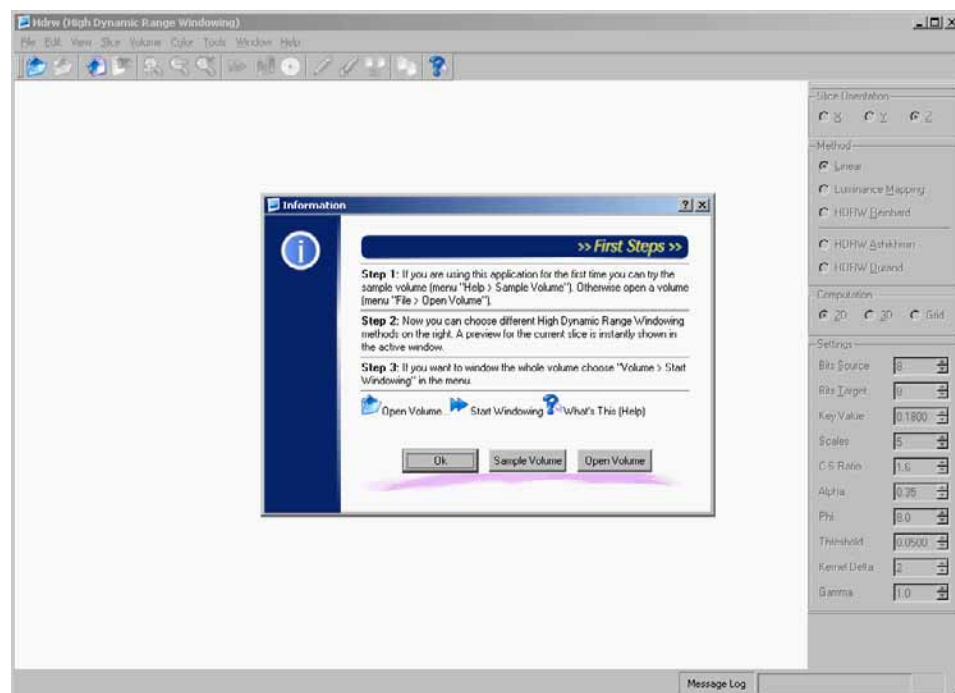 Hdrw (High Dynamic Range Windowing)
File Edit View Slice Volume Color Tools Window Help
Slice Orientation
X Y Z
Method
Linear
Luminance Mapping
HDRW Reinhard
HDRW Ashikhmin
HDRW Durand
Computation
2D 3D Grid
Settings
Bits Source 8
Bits Target 8
Key Value 0.1800
Scales 5
C-S Ratio 1.6
Alpha 0.35
Phi 8.0
Threshold 0.0500
Kernel Delta 2
Gamma 1.0
Information
>> First Steps >>
Step 1: If you are using this application for the first time you can try the
sample volume (menu "Help > Sample Volume"). Otherwise open a volume
(menu "File > Open Volume").
Step 2: Now you can choose different High Dynamic Range Windowing
methods on the right. A preview for the current slice is instantly shown in
the active window.
Step 3: If you want to window the whole volume choose "Volume > Start
Windowing" in the menu.
Open Volume... Start Windowing What's This (Help)
Ok Sample Volume Open Volume
Message Log